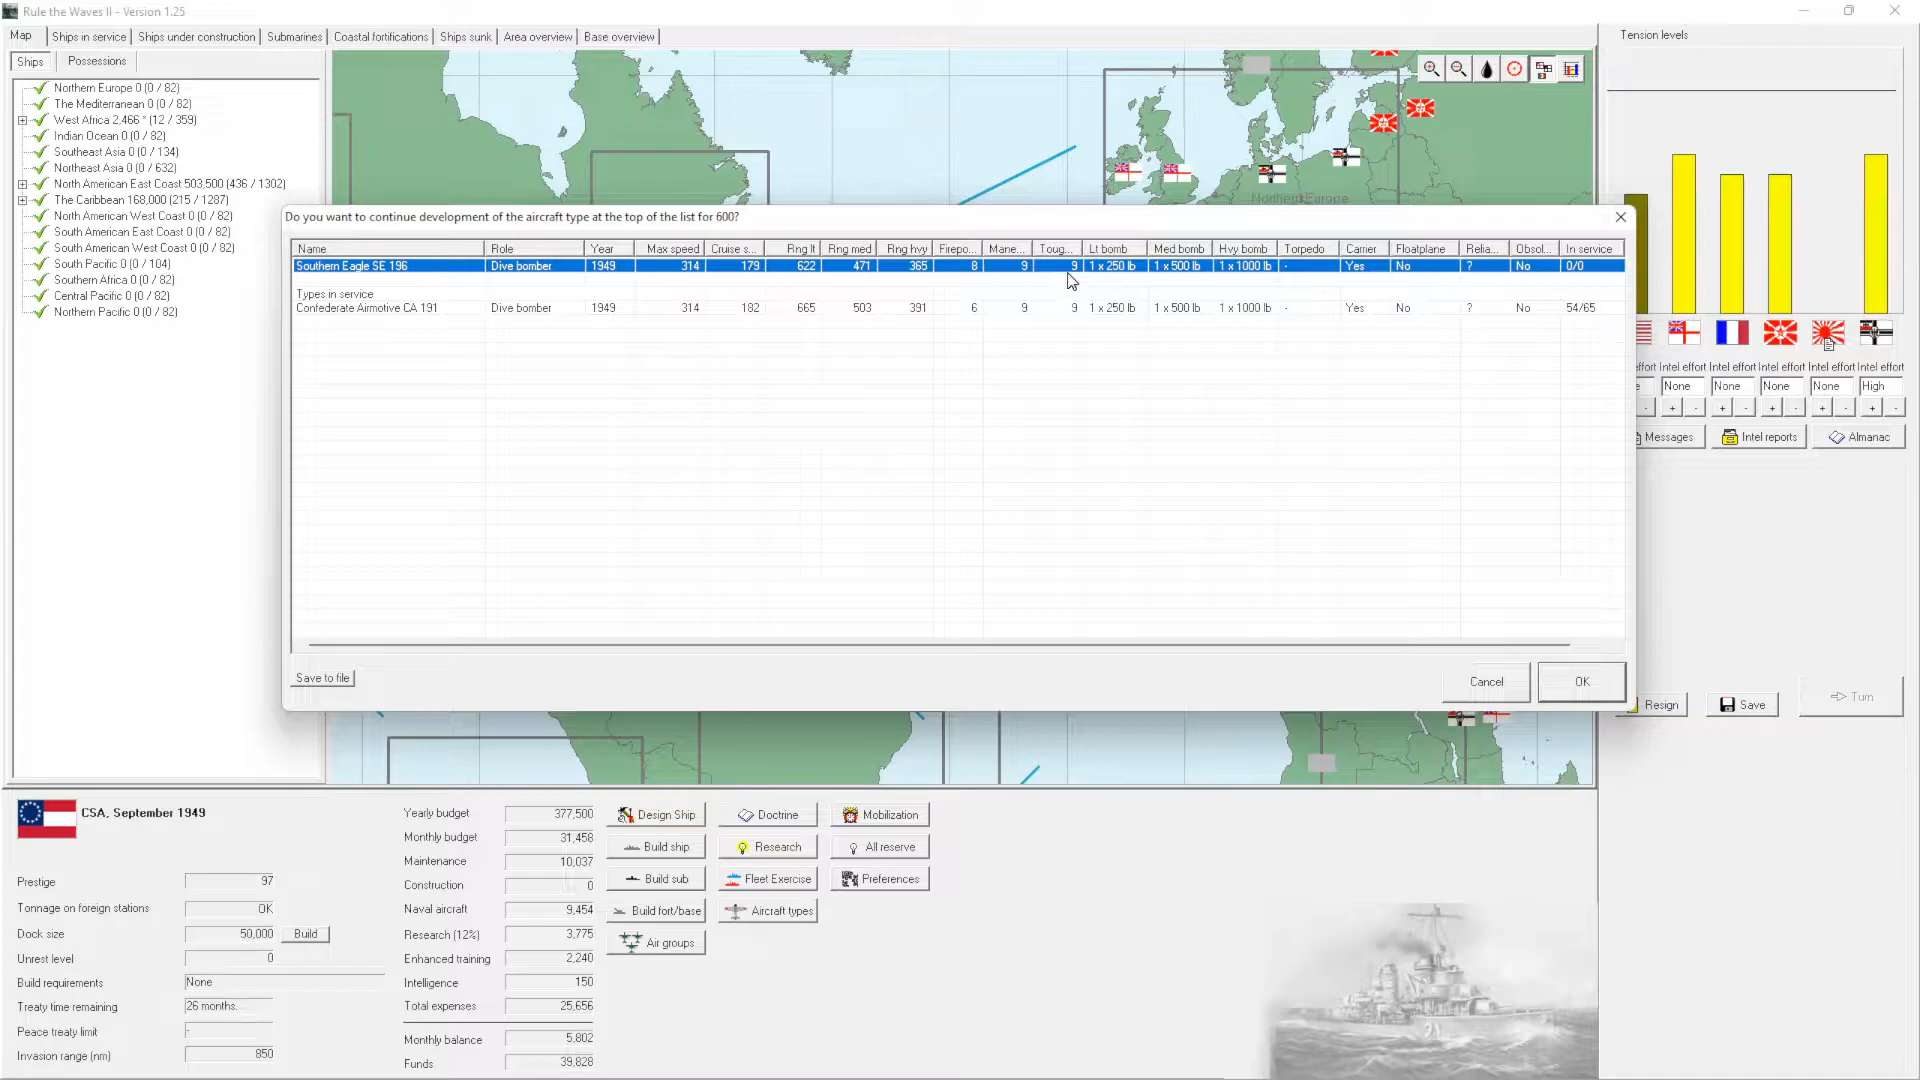 Rule the Waves II - Version 1.25
Map Ships in service Ships under construction Submarines Coastal fortifications Ships sunk Area overview Base overview
Tension levels
Ships Possessions
Northern Europe 0 (0 / 82)
The Mediterranean 0 (0 / 82)
West Africa 2,466 * (12 / 359)
Indian Ocean 0 (0 / 82)
Southeast Asia 0 (0 / 134)
Northeast Asia 0 (0 / 632)
North American East Coast 503,500 (436 / 1302)
The Caribbean 168,000 (215 / 1287)
North American West Coast 0 (0 / 82)
South American East Coast 0 (0 / 82)
South American West Coast 0 (0 / 82)
South Pacific 0 (0 / 104)
Southern Africa 0 (0 / 82)
Central Pacific 0 (0 / 82)
Northern Pacific 0 (0 / 82)
Northern Europe
Do you want to continue development of the aircraft type at the top of the list for 600?
Name Role Year Max speed Cruise s... Rng lt Rng med Rng hvy Firepo... Mane... Toug... Lt bomb Med bomb Hvy bomb Torpedo Carrier Floatplane Relia... Obsol... In service
Southern Eagle SE 196 Dive bomber 1949 314 179 622 471 365 8 9 9 1 x 250 lb 1 x 500 lb 1 x 1000 lb - Yes No ? No 0/0
Types in service
Confederate Airmotive CA 191 Dive bomber 1949 314 182 665 503 391 6 9 9 1 x 250 lb 1 x 500 lb 1 x 1000 lb - Yes No ? No 54/65
Save to file Cancel OK
ffort Intel effort Intel effort Intel effort Intel effort Intel effort
e None None None None High
- + - + - + - + - + -
Messages Intel reports Almanac
Resign Save Turn
CSA, September 1949
Prestige 97
Tonnage on foreign stations OK
Dock size 50,000 Build
Unrest level 0
Build requirements None
Treaty time remaining 26 months.
Peace treaty limit -
Invasion range (nm) 850
Yearly budget 377,500
Monthly budget 31,458
Maintenance 10,037
Construction 0
Naval aircraft 9,454
Research (12%) 3,775
Enhanced training 2,240
Intelligence 150
Total expenses 25,656
Monthly balance 5,802
Funds 39,828
Design Ship Doctrine Mobilization
Build ship Research All reserve
Build sub Fleet Exercise Preferences
Build fort/base Aircraft types
Air groups